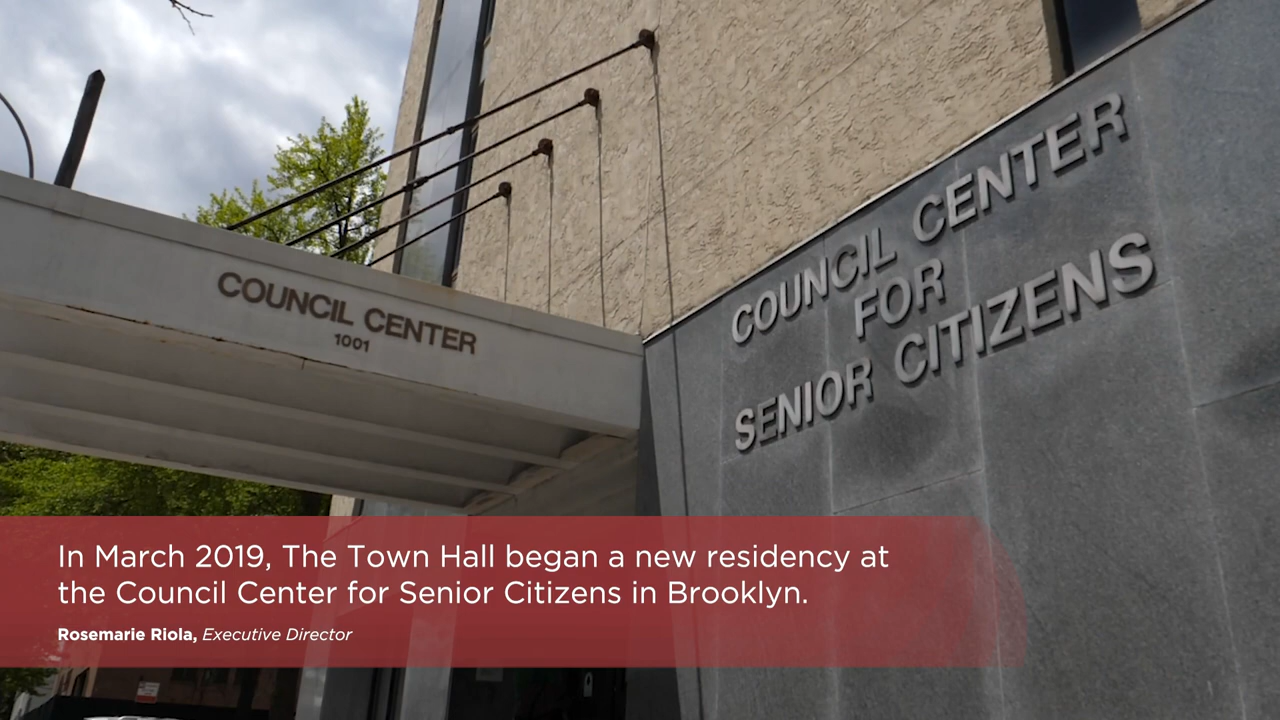 COUNCIL CENTER
1001
COUNCIL CENTER
FOR
SENIOR CITIZENS
In March 2019, The Town Hall began a new residency at
the Council Center for Senior Citizens in Brooklyn.
Rosemarie Riola, Executive Director